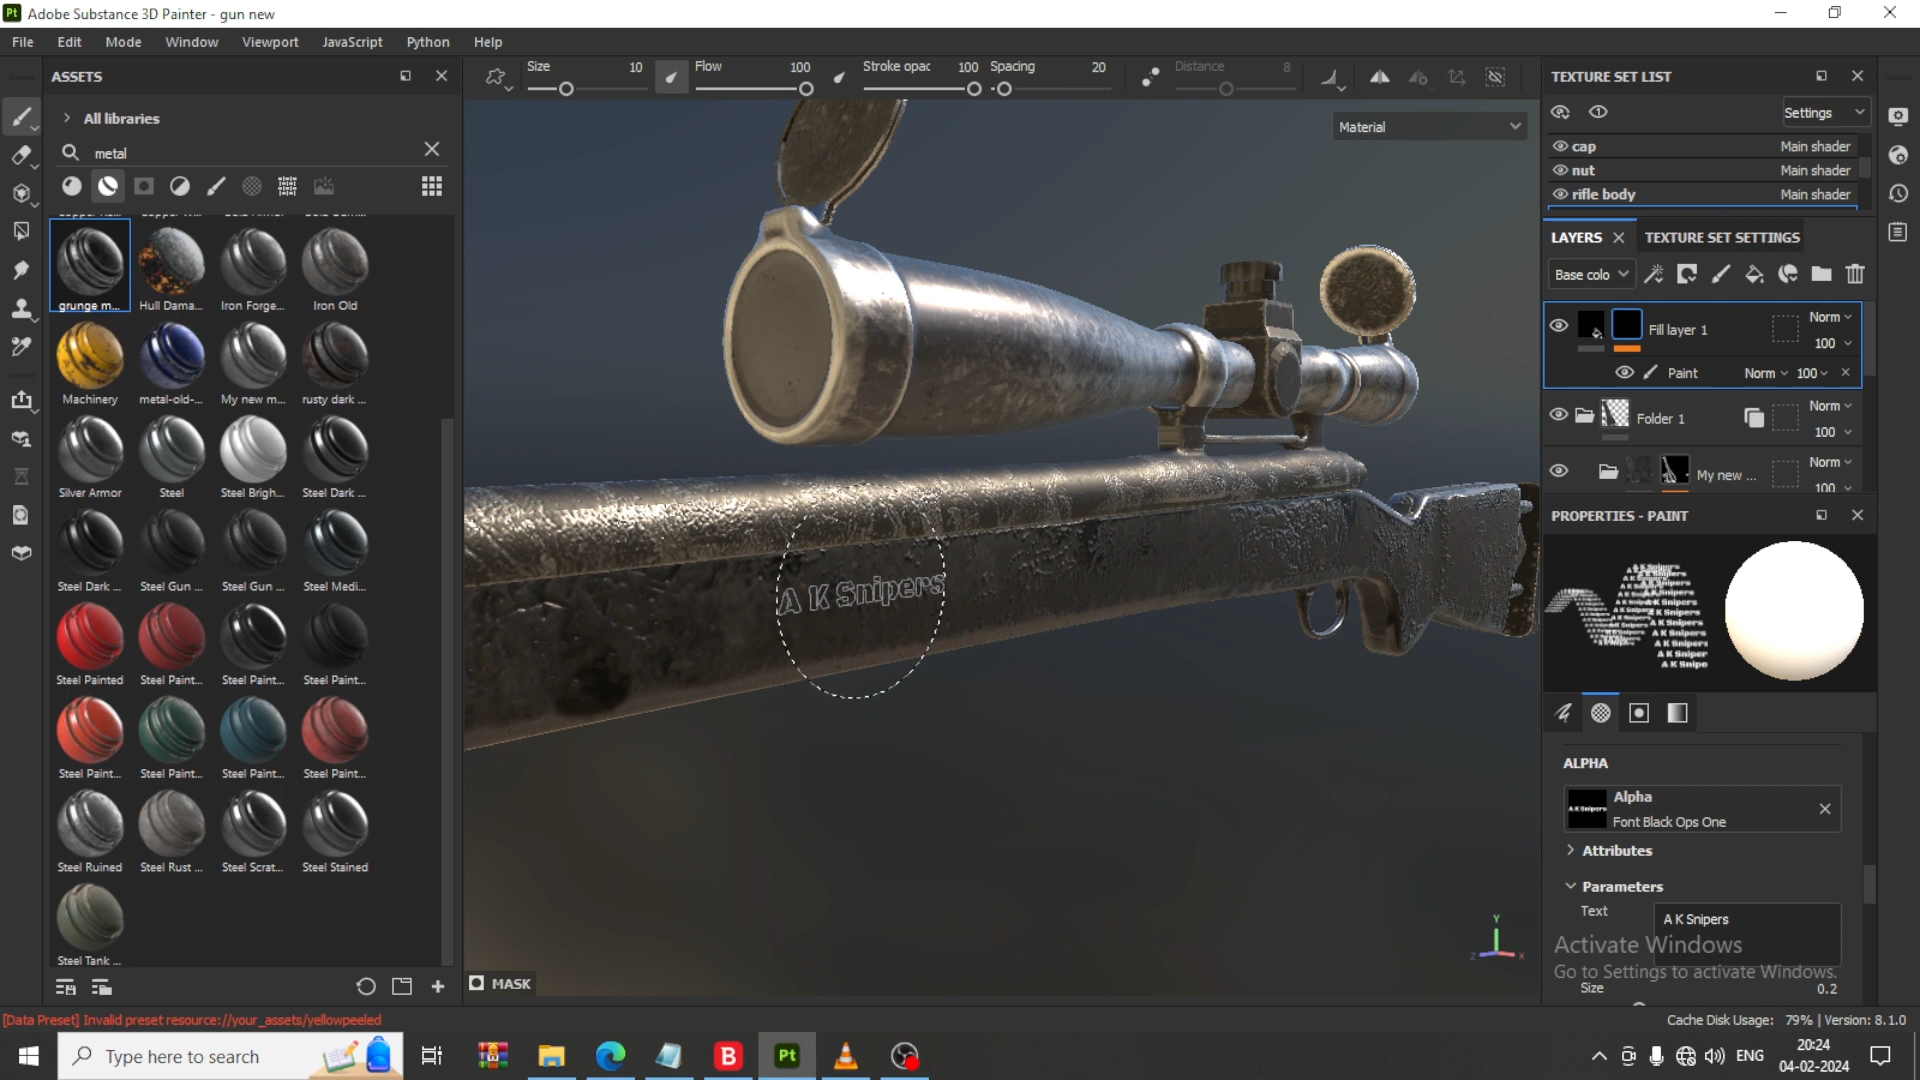 Pt Adobe Substance 3D Painter - gun new
File Edit Mode Window Viewport JavaScript Python Help
ASSETS
All libraries
metal
grunge m...
Hull Dama...
Iron Forge...
Iron Old
Machinery
metal-old-...
My new m...
rusty dark ...
Silver Armor
Steel
Steel Brigh...
Steel Dark ...
Steel Dark ...
Steel Gun ...
Steel Gun ...
Steel Medi...
Steel Painted
Steel Paint...
Steel Paint...
Steel Paint...
Steel Paint...
Steel Paint...
Steel Paint...
Steel Paint...
Steel Ruined
Steel Rust ...
Steel Scrat...
Steel Stained
Steel Tank ...
Size 10
Flow 100
Stroke opac 100
Spacing 20
Distance 8
Material
A K Snipers
MASK
Y
Z
X
TEXTURE SET LIST
Settings
cap Main shader
nut Main shader
rifle body Main shader
LAYERS
TEXTURE SET SETTINGS
Base colo
Fill layer 1 Norm
100
Paint Norm 100
Folder 1 Norm
100
My new ... Norm
100
PROPERTIES - PAINT
A K Snipers
ALPHA
Alpha
Font Black Ops One
Attributes
Parameters
Text A K Snipers
Activate Windows
Go to Settings to activate Windows.
Size 0.2
[Data Preset] Invalid preset resource://your_assets/yellowpeeled
Cache Disk Usage: 79% | Version: 8.1.0
Type here to search
B
Pt
ENG
20:24
04-02-2024